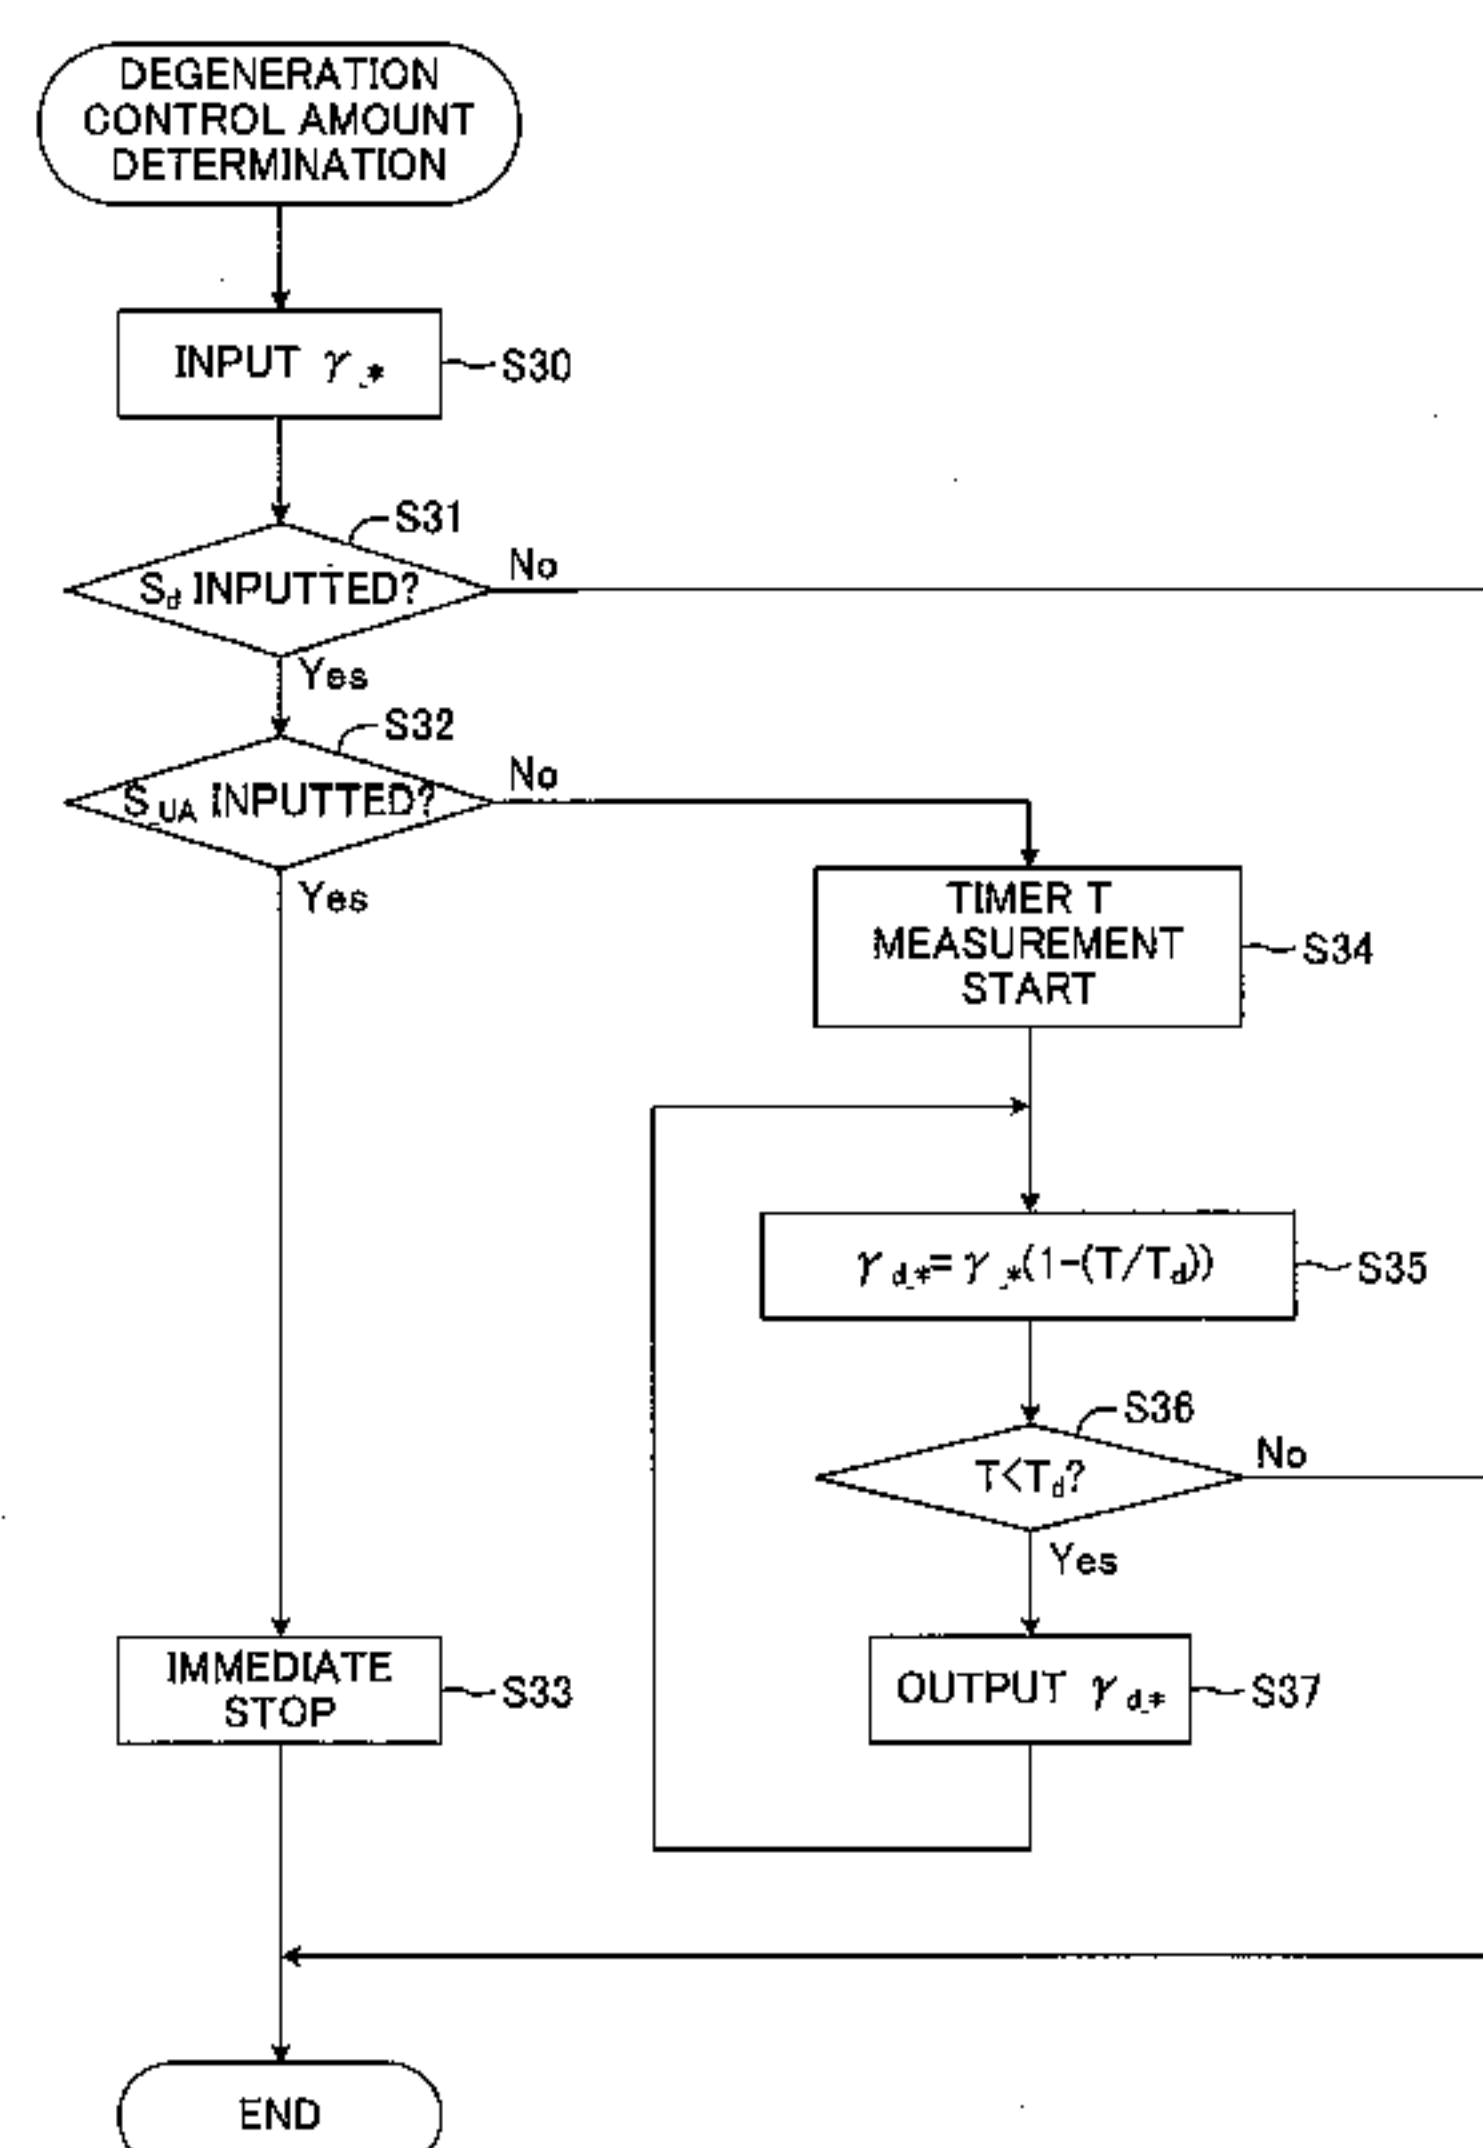 DEGENERATION
CONTROL AMOUNT
DETERMINATION
INPUT γ_*
S30
S31
Sd INPUTTED?
No
Yes
S32
S_UA INPUTTED?
No
Yes
TIMER T
MEASUREMENT
START
S34
γd_*=γ_*(1-(T/Td))
S35
S36
T<Td?
No
Yes
IMMEDIATE
STOP
S33
OUTPUT γd_*
S37
END